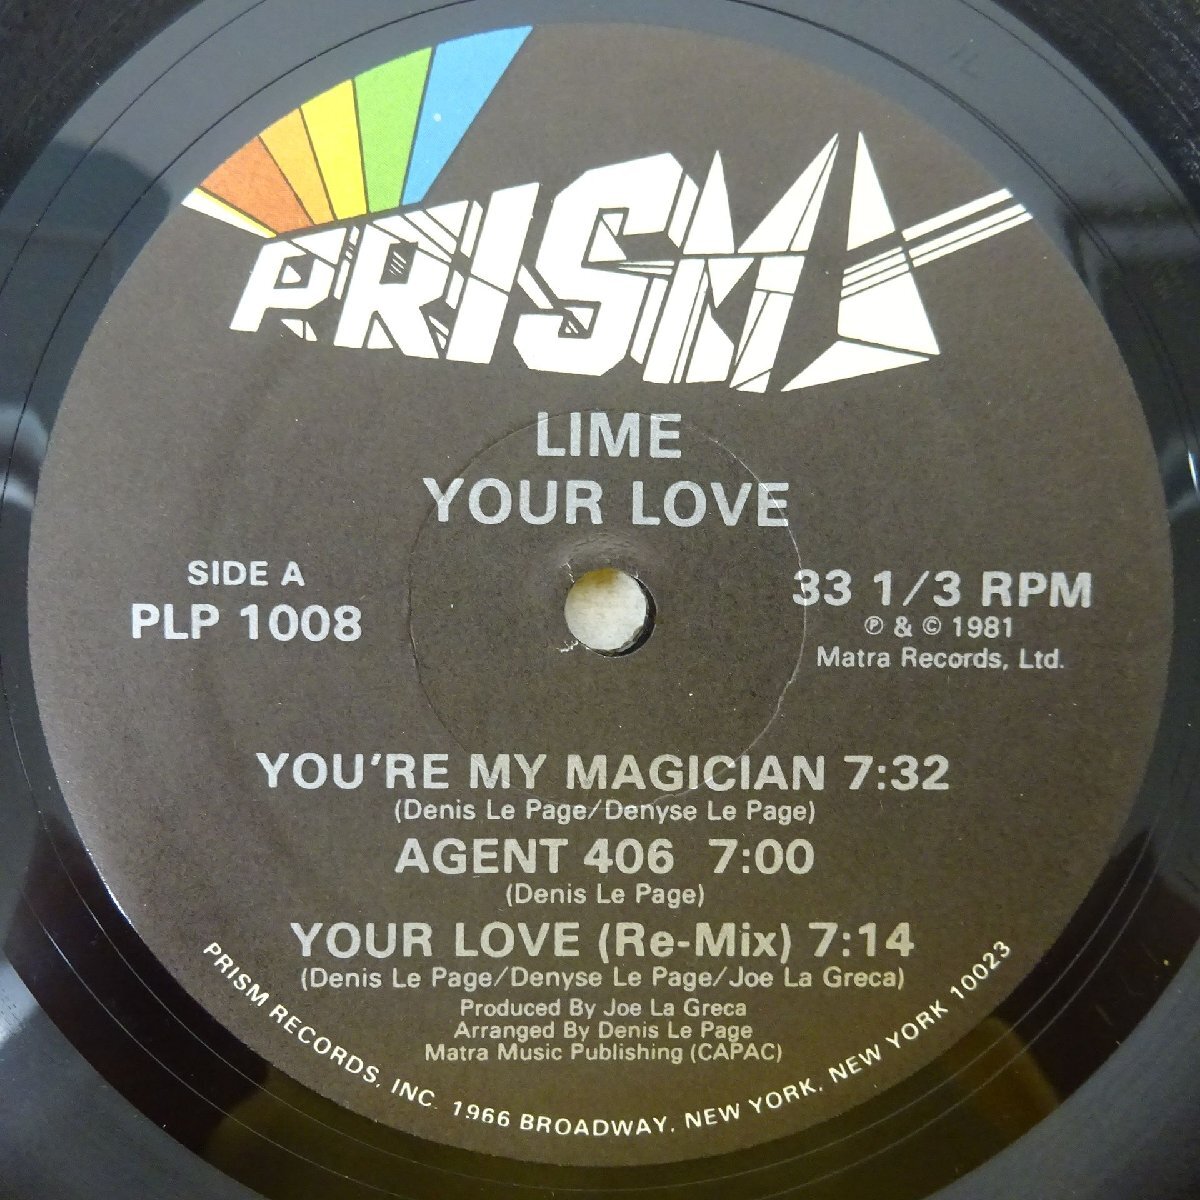 PRISM
LIME
YOUR LOVE
SIDE A
PLP 1008
33 1/3 RPM
℗ & © 1981
Matra Records, Ltd.
YOU'RE MY MAGICIAN 7:32
(Denis Le Page/Denyse Le Page)
AGENT 406 7:00
(Denis Le Page)
YOUR LOVE (Re-Mix) 7:14
(Denis Le Page/Denyse Le Page/Joe La Greca)
Produced By Joe La Greca
Arranged By Denis Le Page
Matra Music Publishing (CAPAC)
PRISM RECORDS, INC. 1966 BROADWAY, NEW YORK, NEW YORK 10023